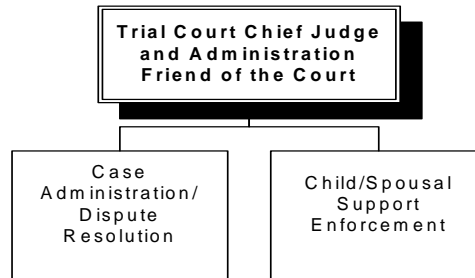 Trial Court Chief Judge
and Administration
Friend of the Court
Case
Administration/
Dispute
Resolution
Child/Spousal
Support
Enforcement